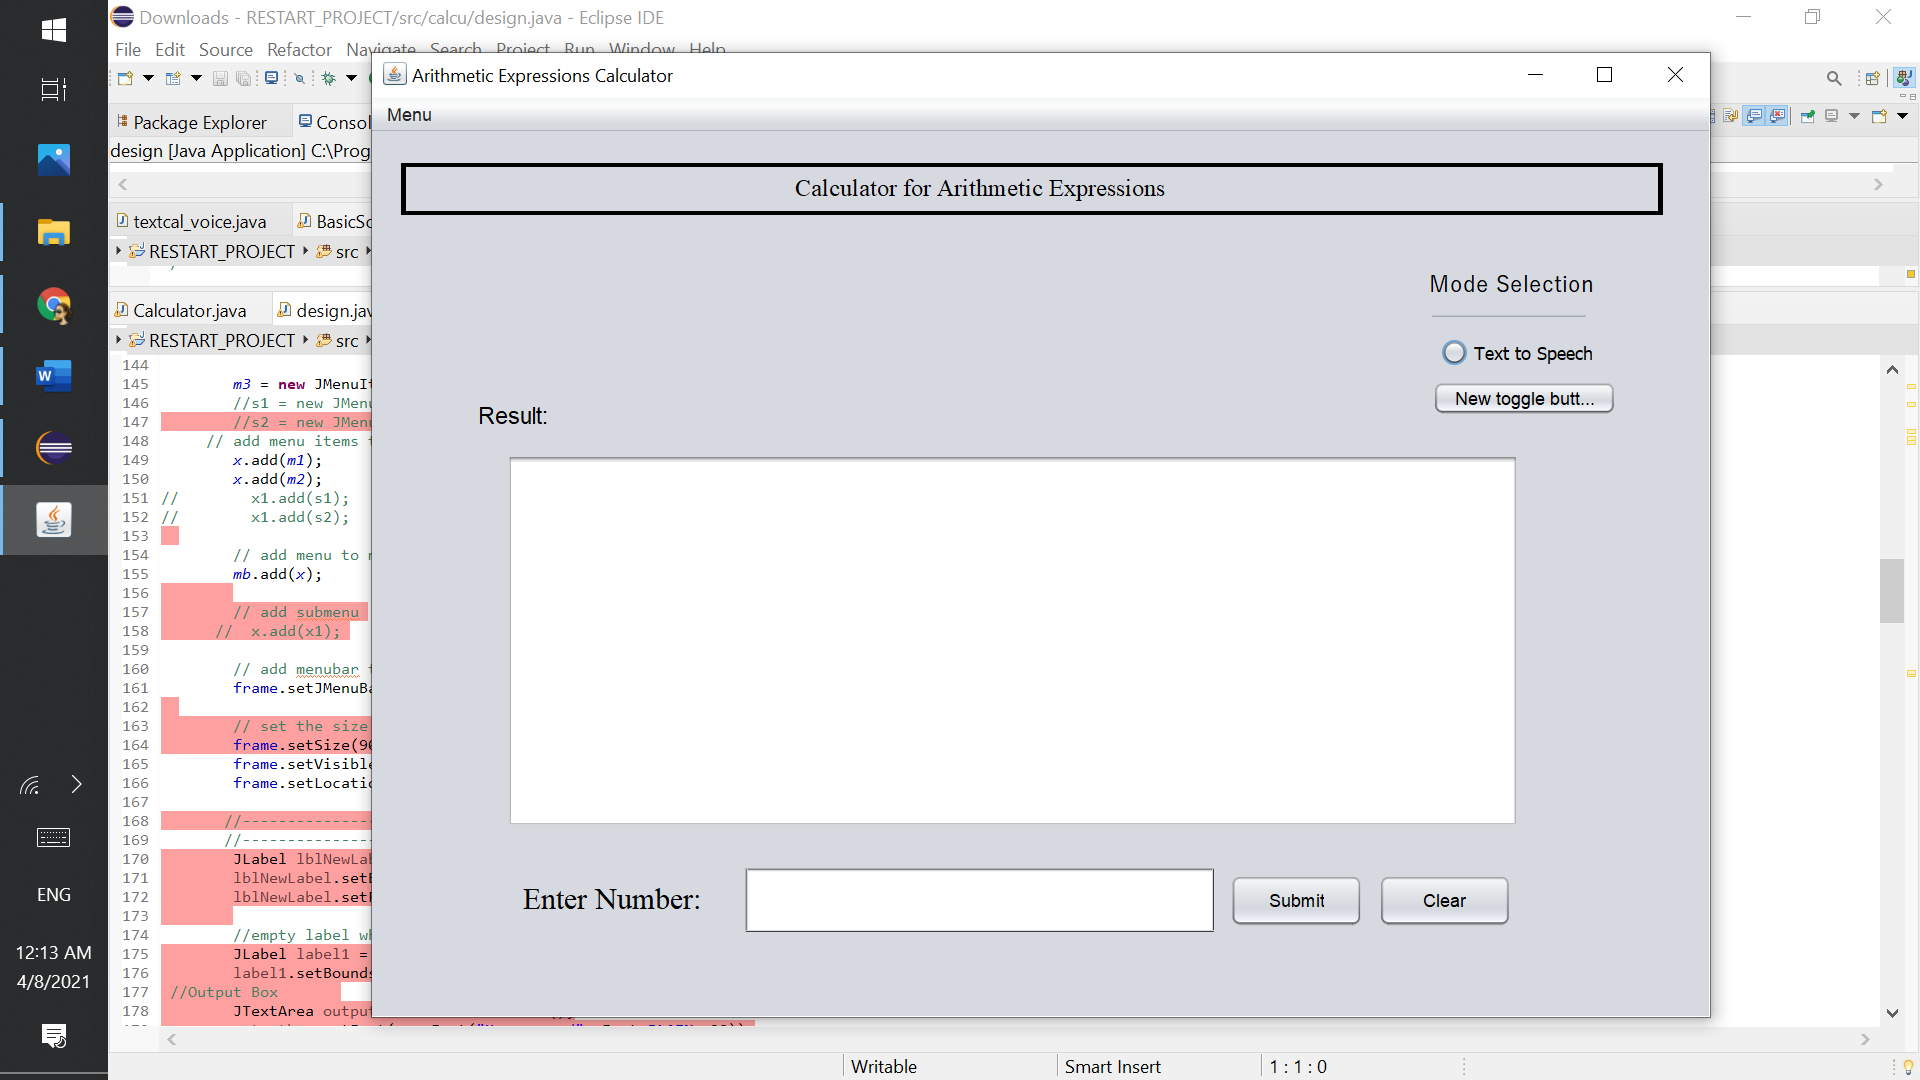 Downloads - RESTART_PROJECT/src/calcu/design.java - Eclipse IDE
File Edit Source Refactor Navigate Search Project Run Window Help
Arithmetic Expressions Calculator
Menu
Package Explorer
Consol
design [Java Application] C:\Prog
Calculator for Arithmetic Expressions
textcal_voice.java
BasicSc
RESTART_PROJECT
src
Mode Selection
Text to Speech
New toggle butt...
Result:
Enter Number:
Submit
Clear
Calculator.java
design.jav
RESTART_PROJECT
src
144
145 m3 = new JMenuIt
146 //s1 = new JMenu
147 //s2 = new JMenu
148 // add menu items t
149 x.add(m1);
150 x.add(m2);
151 // x1.add(s1);
152 // x1.add(s2);
153
154 // add menu to m
155 mb.add(x);
156
157 // add submenu
158 // x.add(x1);
159
160 // add menubar t
161 frame.setJMenuBa
162
163 // set the size
164 frame.setSize(90
165 frame.setVisible
166 frame.setLocatio
167
168 //--------------
169 //--------------
170 JLabel lblNewLab
171 lblNewLabel.setB
172 lblNewLabel.setF
173
174 //empty label wh
175 JLabel label1 =
176 label1.setBounds
177 //Output Box
178 JTextArea output
ENG
12:13 AM
4/8/2021
Writable
Smart Insert
1 : 1 : 0